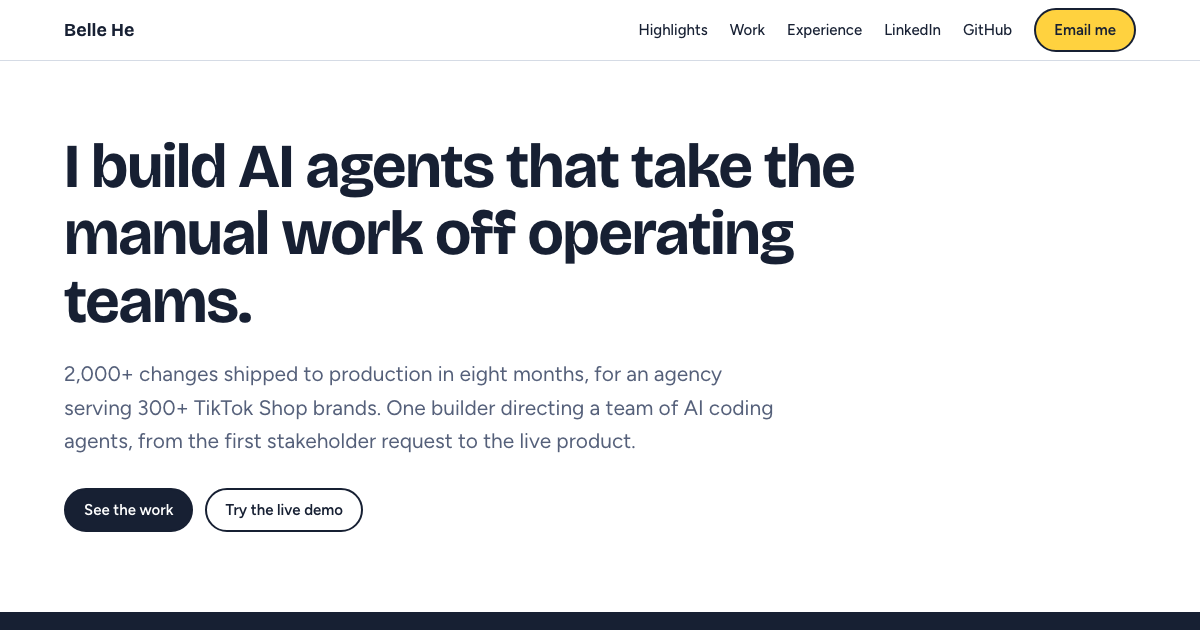 Belle He
Highlights
Work
Experience
LinkedIn
GitHub
Email me
I build AI agents that take the
manual work off operating
teams.
2,000+ changes shipped to production in eight months, for an agency
serving 300+ TikTok Shop brands. One builder directing a team of AI coding
agents, from the first stakeholder request to the live product.
See the work
Try the live demo